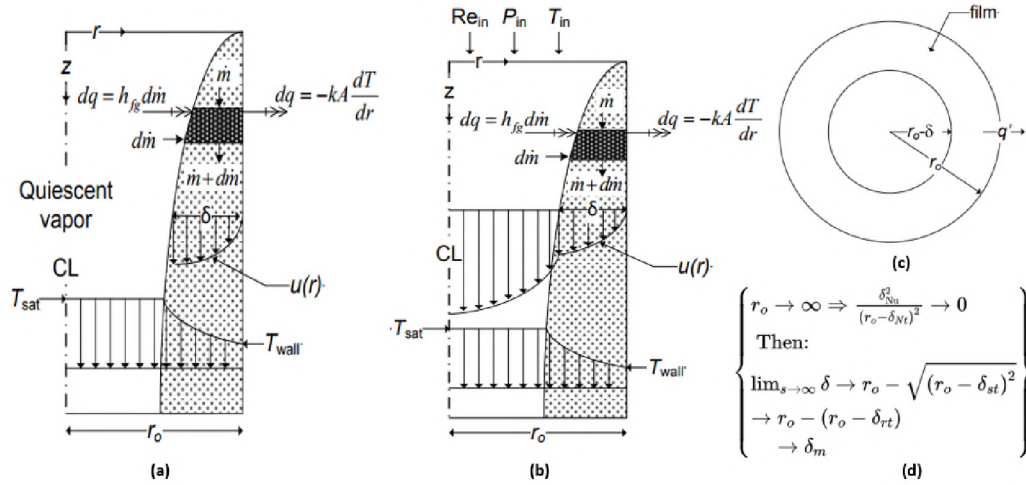 r
z
ṁ
dq = h_fg dṁ
dq = -kA dT/dr
dṁ
ṁ + dṁ
Quiescent
vapor
δ
CL
u(r)
T_sat
T_wall
r_o
(a)
Re_in P_in T_in
r
z
ṁ
dq = h_fg dṁ
dq = -kA dT/dr
dṁ
ṁ + dṁ
δ
CL
u(r)
T_sat
T_wall
r_o
(b)
film
r_o-δ
q'
r_o
(c)
r_o → ∞ ⇒ δ_Nu^2/(r_o − δ_Nt)^2 → 0
Then:
lim_{s→∞} δ → r_o − √(r_o − δ_st)^2
→ r_o − (r_o − δ_rt)
→ δ_m
(d)